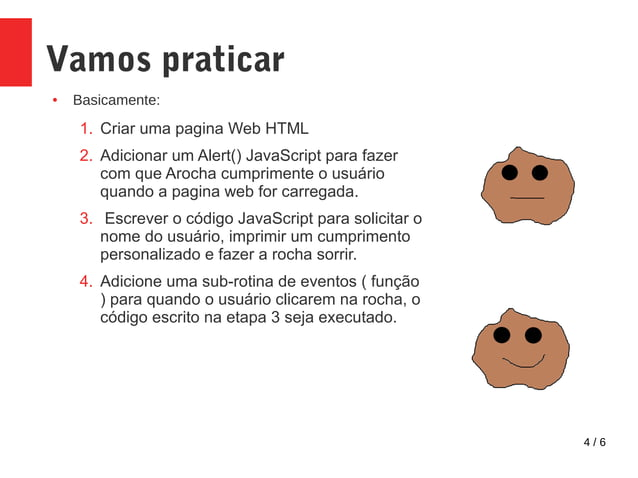 Vamos praticar
• Basicamente:
1. Criar uma pagina Web HTML
2. Adicionar um Alert() JavaScript para fazer
com que Arocha cumprimente o usuário
quando a pagina web for carregada.
3. Escrever o código JavaScript para solicitar o
nome do usuário, imprimir um cumprimento
personalizado e fazer a rocha sorrir.
4. Adicione uma sub-rotina de eventos ( função
) para quando o usuário clicarem na rocha, o
código escrito na etapa 3 seja executado.
4 / 6